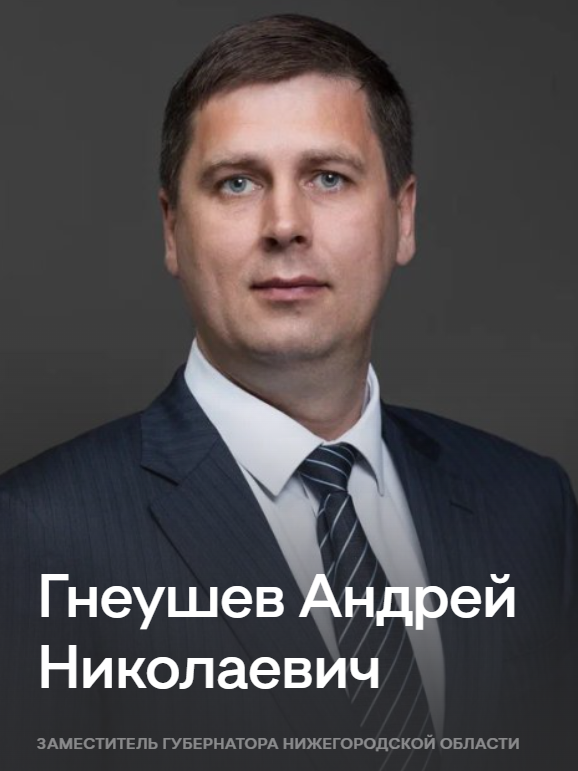 Гнеушев Андрей
Николаевич
ЗАМЕСТИТЕЛЬ ГУБЕРНАТОРА НИЖЕГОРОДСКОЙ ОБЛАСТИ